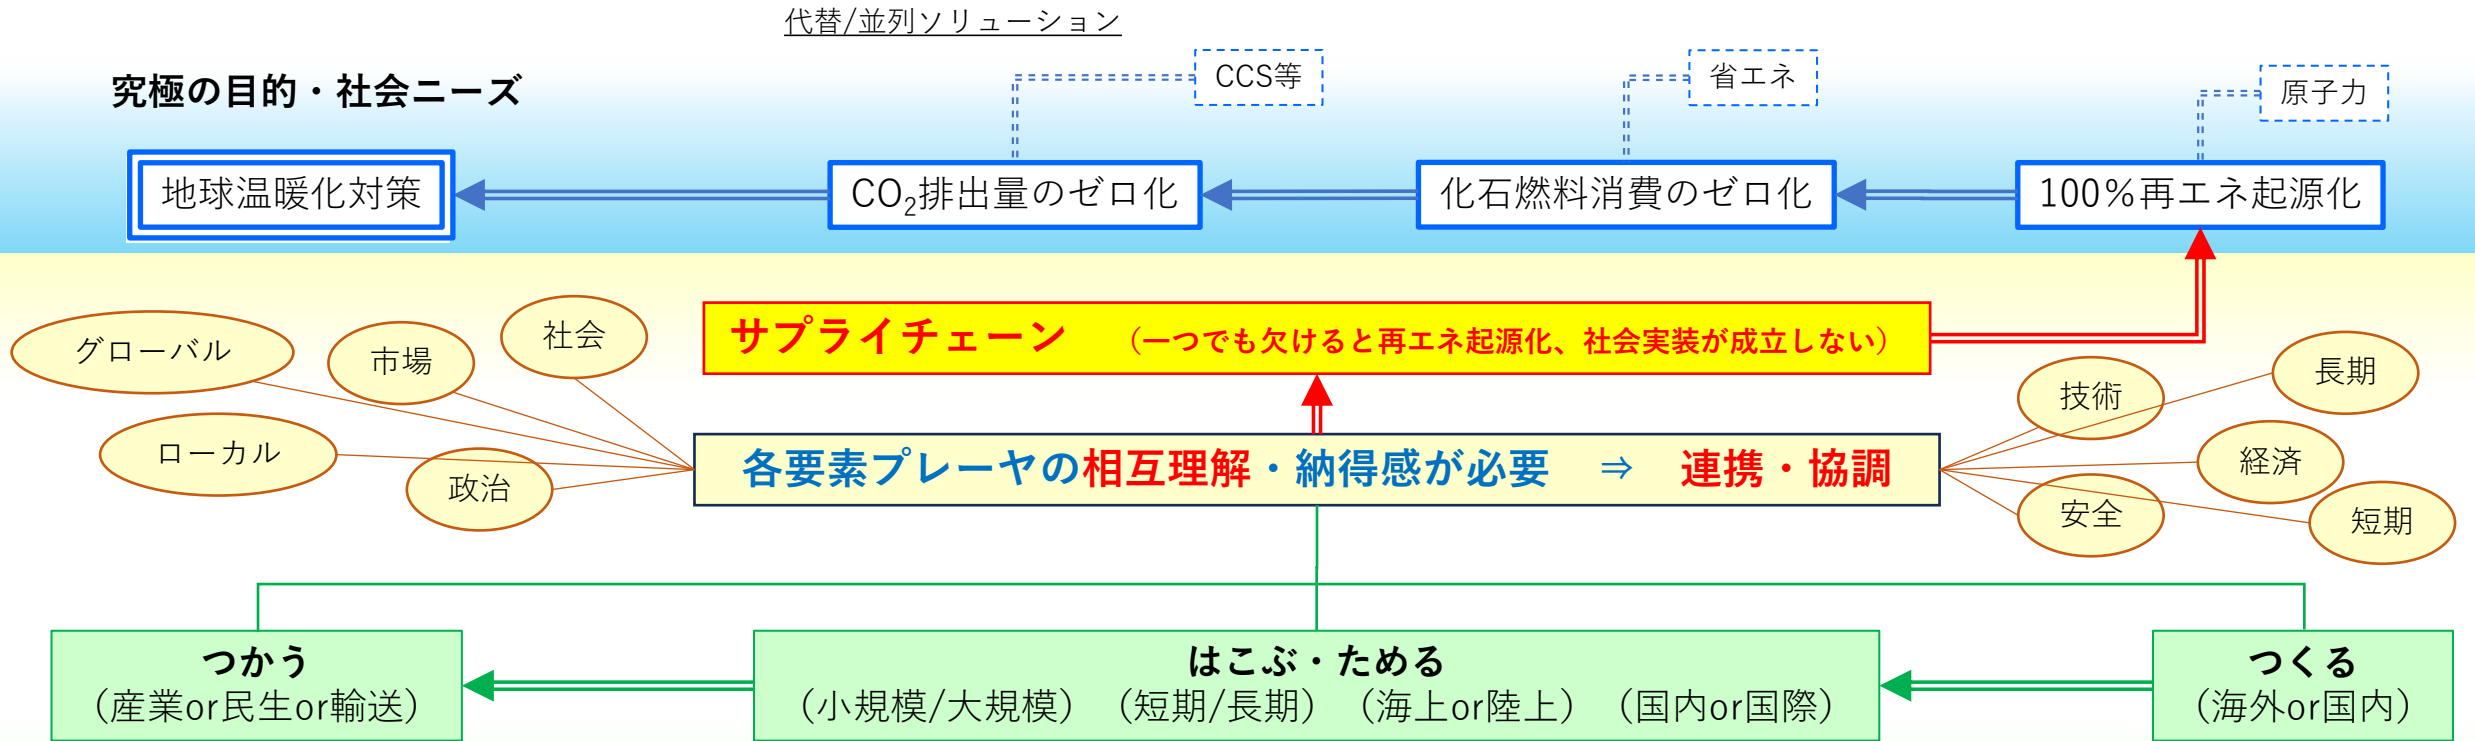 代替/並列ソリューション
CCS等
省エネ
原子力
究極の目的・社会ニーズ
地球温暖化対策
CO₂排出量のゼロ化
化石燃料消費のゼロ化
100%再エネ起源化
サプライチェーン （一つでも欠けると再エネ起源化、社会実装が成立しない）
グローバル
市場
社会
ローカル
政治
各要素プレーヤの相互理解・納得感が必要 ⇒ 連携・協調
技術
長期
経済
安全
短期
つかう
（産業or民生or輸送）
はこぶ・ためる
（小規模/大規模）（短期/長期）（海上or陸上）（国内or国際）
つくる
（海外or国内）